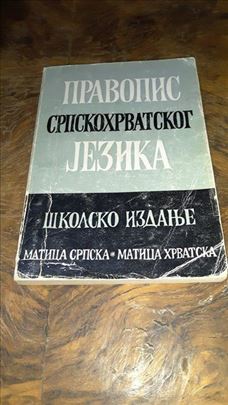 ПРАВОПИС
СРПСКОХРВАТСКОГ
ЈЕЗИКА
ШКОЛСКО ИЗДАЊЕ
МАТИЦА СРПСКА • МАТИЦА ХРВАТСКА